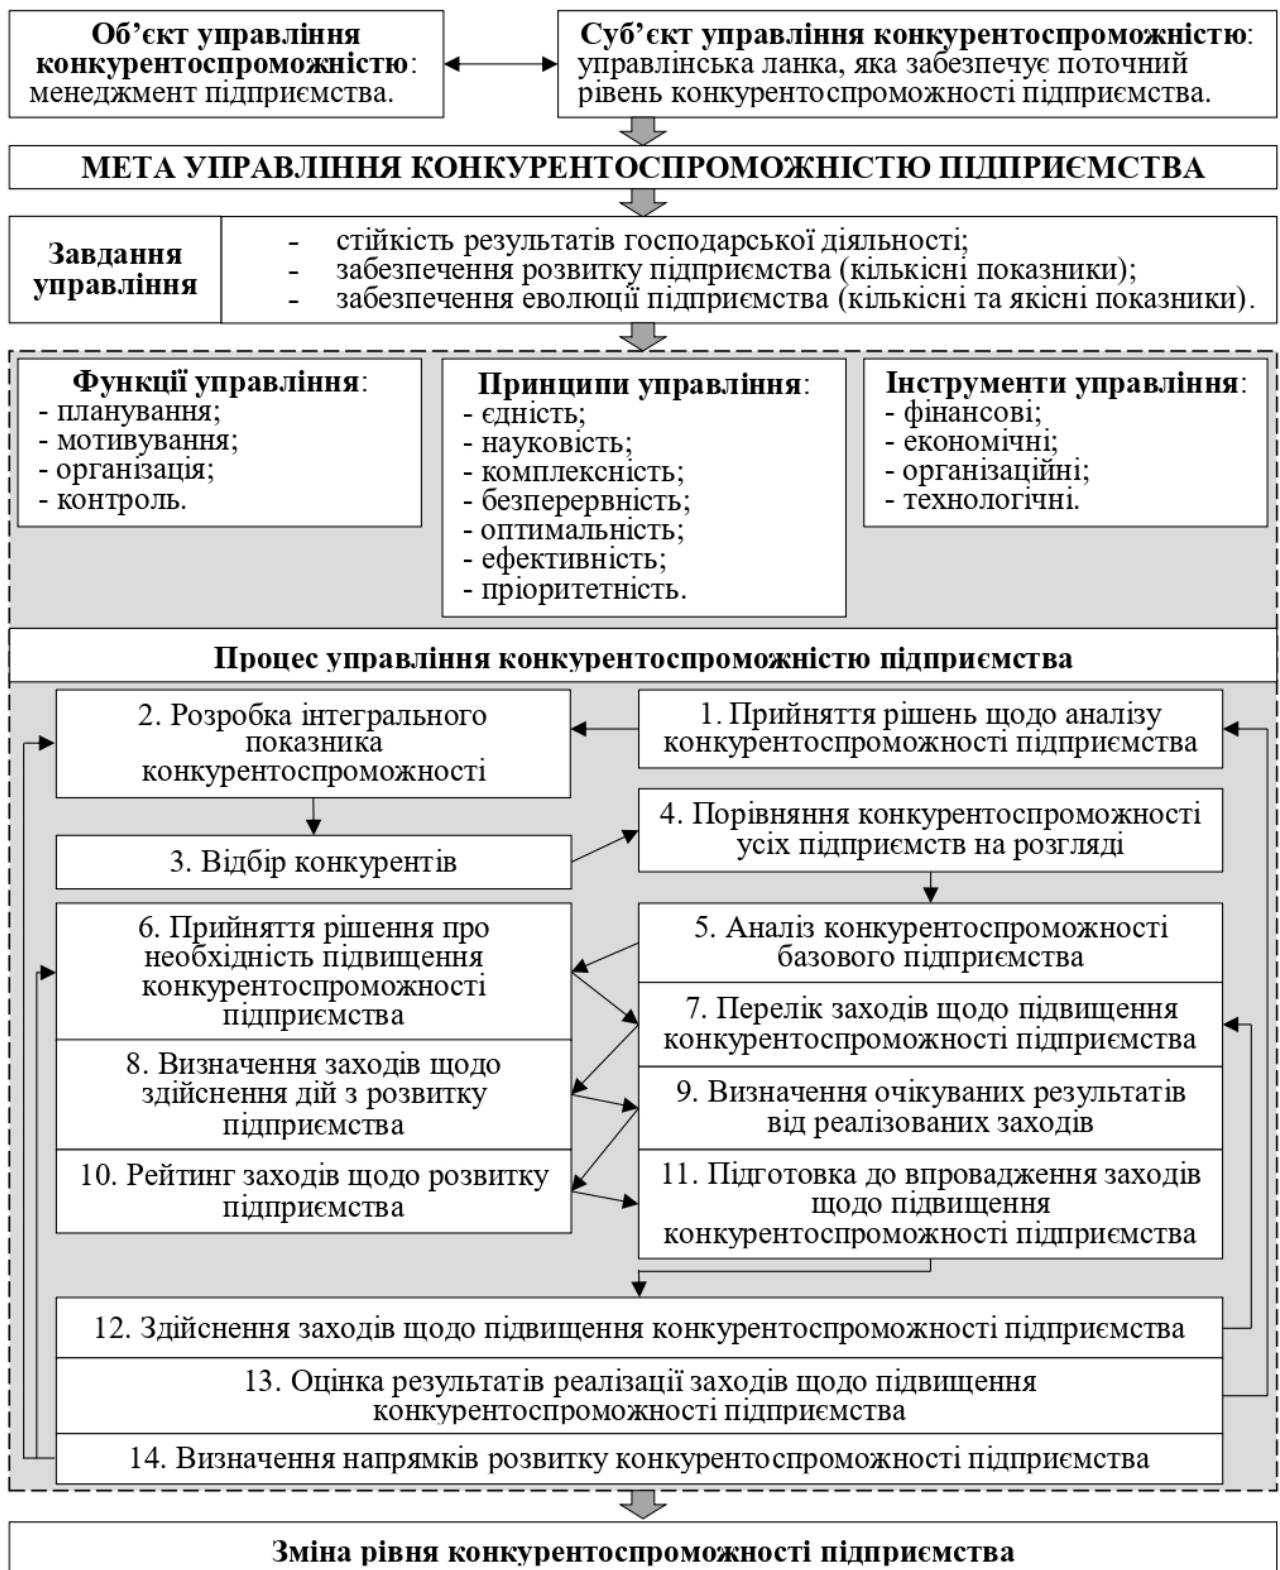 Об’єкт управління
конкурентоспроможністю:
менеджмент підприємства.
Суб’єкт управління конкурентоспроможністю:
управлінська ланка, яка забезпечує поточний
рівень конкурентоспроможності підприємства.
МЕТА УПРАВЛІННЯ КОНКУРЕНТОСПРОМОЖНІСТЮ ПІДПРИЄМСТВА
Завдання
управління
- стійкість результатів господарської діяльності;
- забезпечення розвитку підприємства (кількісні показники);
- забезпечення еволюції підприємства (кількісні та якісні показники).
Функції управління:
- планування;
- мотивування;
- організація;
- контроль.
Принципи управління:
- єдність;
- науковість;
- комплексність;
- безперервність;
- оптимальність;
- ефективність;
- пріоритетність.
Інструменти управління:
- фінансові;
- економічні;
- організаційні;
- технологічні.
Процес управління конкурентоспроможністю підприємства
1. Прийняття рішень щодо аналізу
конкурентоспроможності підприємства
2. Розробка інтегрального
показника
конкурентоспроможності
3. Відбір конкурентів
4. Порівняння конкурентоспроможності
усіх підприємств на розгляді
5. Аналіз конкурентоспроможності
базового підприємства
6. Прийняття рішення про
необхідність підвищення
конкурентоспроможності
підприємства
7. Перелік заходів щодо підвищення
конкурентоспроможності підприємства
8. Визначення заходів щодо
здійснення дій з розвитку
підприємства
9. Визначення очікуваних результатів
від реалізованих заходів
10. Рейтинг заходів щодо розвитку
підприємства
11. Підготовка до впровадження заходів
щодо підвищення
конкурентоспроможності підприємства
12. Здійснення заходів щодо підвищення конкурентоспроможності підприємства
13. Оцінка результатів реалізації заходів щодо підвищення
конкурентоспроможності підприємства
14. Визначення напрямків розвитку конкурентоспроможності підприємства
Зміна рівня конкурентоспроможності підприємства